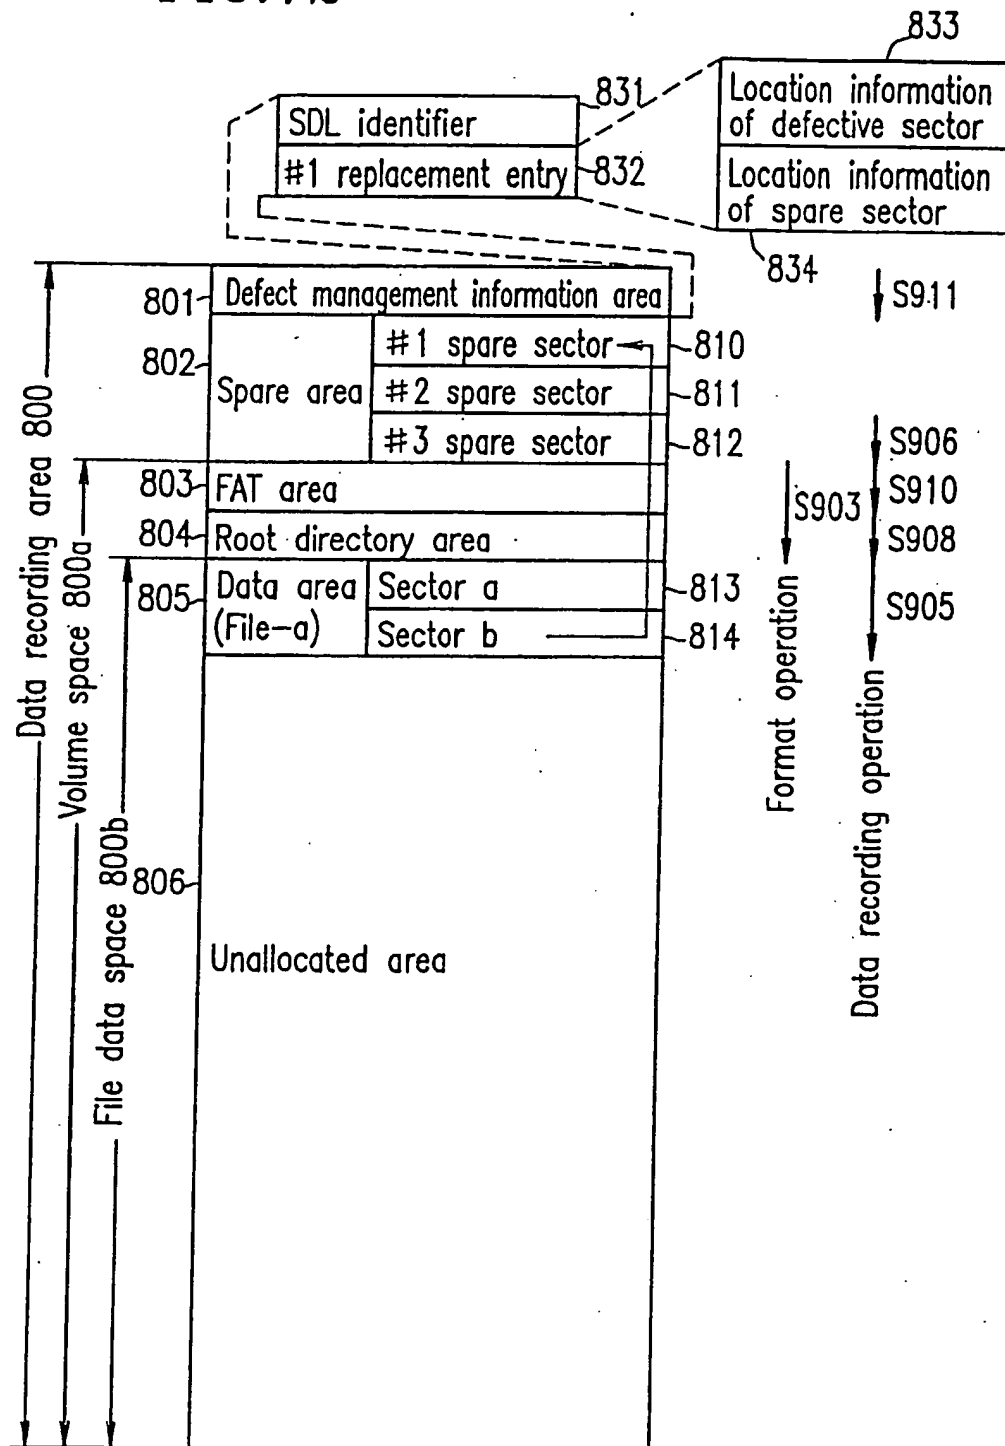 833
831
SDL identifier
#1 replacement entry
832
Location information
of defective sector
Location information
of spare sector
834
801
Defect management information area
S911
802
Spare area
#1 spare sector
810
#2 spare sector
811
#3 spare sector
812
S906
803
FAT area
S903
S910
804
Root directory area
S908
805
Data area
(File-a)
Sector a
813
S905
Sector b
814
Data recording area 800
Volume space 800a
File data space 800b
Format operation
Data recording operation
806
Unallocated area